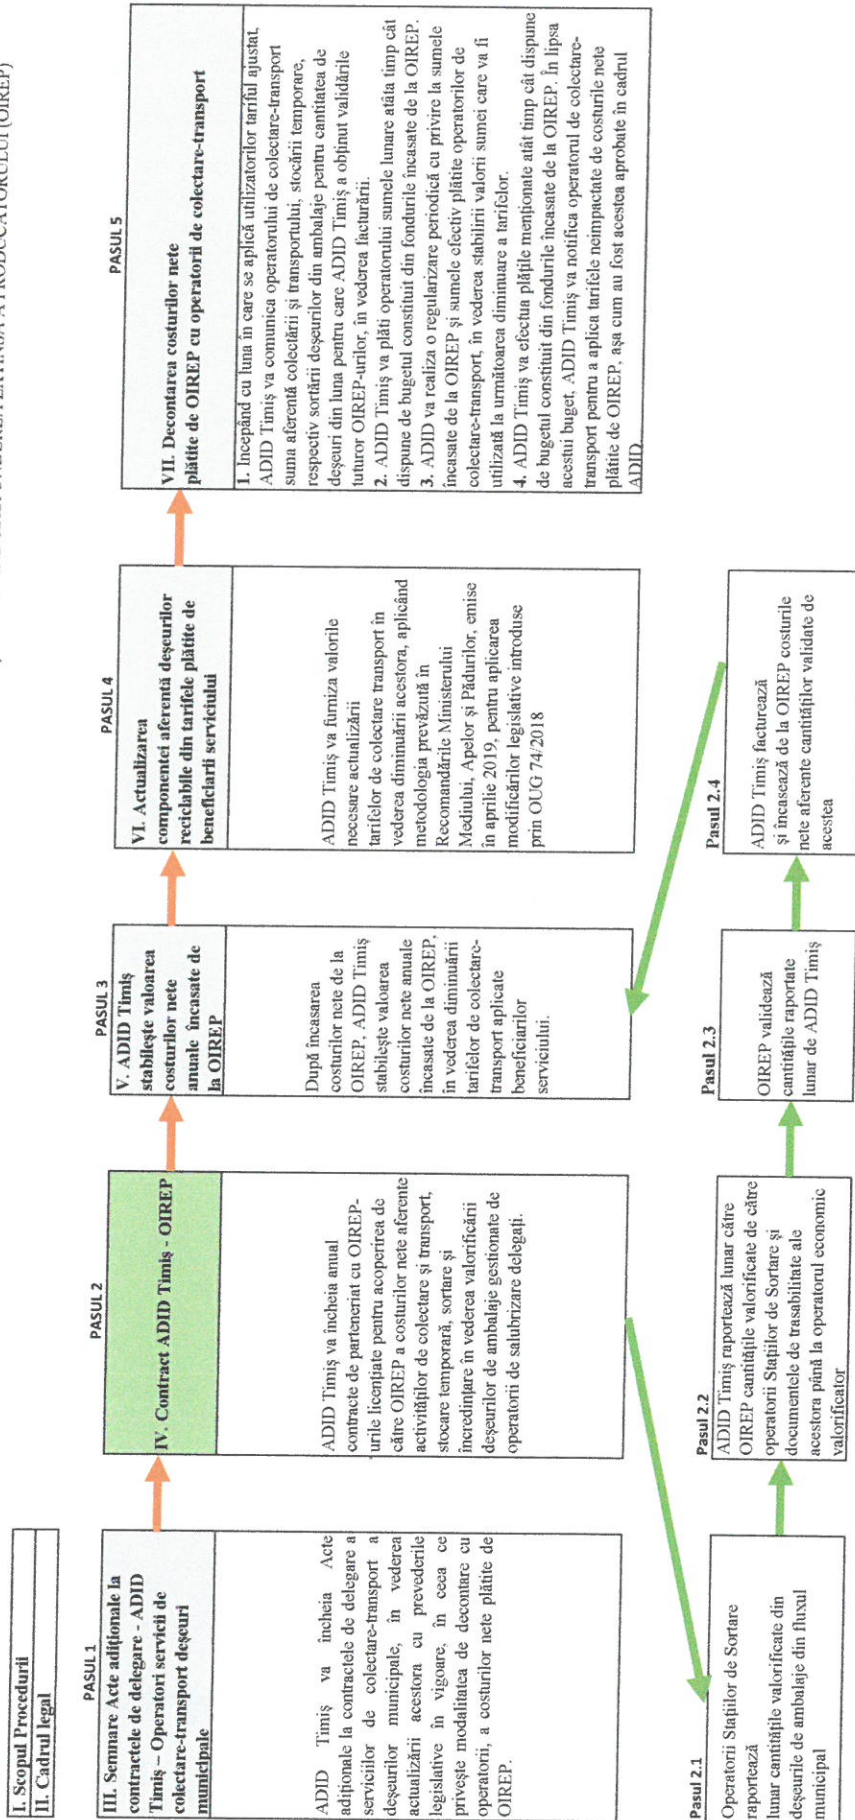 A PRODUCĂTORULUI (OIREP)
I. Scopul Procedurii
II. Cadrul legal
PASUL 1
III. Semnare Acte adiționale la
contractele de delegare - ADID
Timiș – Operatori servicii de
colectare-transport deșeuri
municipale
ADID Timiș va încheia Acte
adiționale la contractele de delegare a
serviciilor de colectare-transport a
deșeurilor municipale, în vederea
actualizării acestora cu prevederile
legislative în vigoare, în ceea ce
privește modalitatea de decontare cu
operatorii, a costurilor nete plătite de
OIREP.
PASUL 2
IV. Contract ADID Timiș - OIREP
ADID Timiș va încheia anual
contracte de parteneriat cu OIREP-
urile licențiate pentru acoperirea de
către OIREP a costurilor nete aferente
activităților de colectare și transport,
stocare temporară, sortare și
încredințare în vederea valorificării
deșeurilor de ambalaje gestionate de
operatorii de salubrizare delegați.
PASUL 3
V. ADID Timiș
stabilește valoarea
costurilor nete
anuale încasate de
la OIREP
După încasarea
costurilor nete de la
OIREP, ADID Timiș
stabilește valoarea
costurilor nete anuale
încasate de la OIREP,
în vederea diminuării
tarifelor de colectare-
transport aplicate
beneficiarilor
serviciului.
PASUL 4
VI. Actualizarea
componentei aferentă deșeurilor
reciclabile din tarifele plătite de
beneficiarii serviciului
ADID Timiș va furniza valorile
necesare actualizării
tarifelor de colectare transport în
vederea diminuării acestora, aplicând
metodologia prevăzută în
Recomandările Ministerului
Mediului, Apelor și Pădurilor, emise
în aprilie 2019, pentru aplicarea
modificărilor legislative introduse
prin OUG 74/2018
PASUL 5
VII. Decontarea costurilor nete
plătite de OIREP cu operatorii de colectare-transport
1. Incepând cu luna în care se aplică utilizatorilor tariful ajustat,
ADID Timiș va comunica operatorului de colectare-transport
suma aferentă colectării și transportului, stocării temporare,
respectiv sortării deșeurilor din ambalaje pentru cantitatea de
deșeuri din luna pentru care ADID Timiș a obținut validările
tuturor OIREP-urilor, în vederea facturării.
2. ADID Timiș va plăti operatorului sumele lunare atâta timp cât
dispune de bugetul constituit din fondurile încasate de la OIREP.
3. ADID va realiza o regularizare periodică cu privire la sumele
încasate de la OIREP și sumele efectiv plătite operatorilor de
colectare-transport, în vederea stabilirii valorii sumei care va fi
utilizată la următoarea diminuare a tarifelor.
4. ADID Timiș va efectua plățile menționate atât timp cât dispune
de bugetul constituit din fondurile încasate de la OIREP. În lipsa
acestui buget, ADID Timiș va notifica operatorul de colectare-
transport pentru a aplica tarifele neimpactate de costurile nete
plătite de OIREP, așa cum au fost acestea aprobate în cadrul
ADID
Pasul 2.1
Operatorii Stațiilor de Sortare
raportează
lunar cantitățile valorificate din
deșeurile de ambalaje din fluxul
municipal
Pasul 2.2
ADID Timiș raportează lunar către
OIREP cantitățile valorificate de către
operatorii Stațiilor de Sortare și
documentele de trasabilitate ale
acestora până la operatorul economic
valorificator
Pasul 2.3
OIREP validează
cantitățile raportate
lunar de ADID Timiș
Pasul 2.4
ADID Timiș facturează
și încasează de la OIREP costurile
nete aferente cantităților validate de
acestea